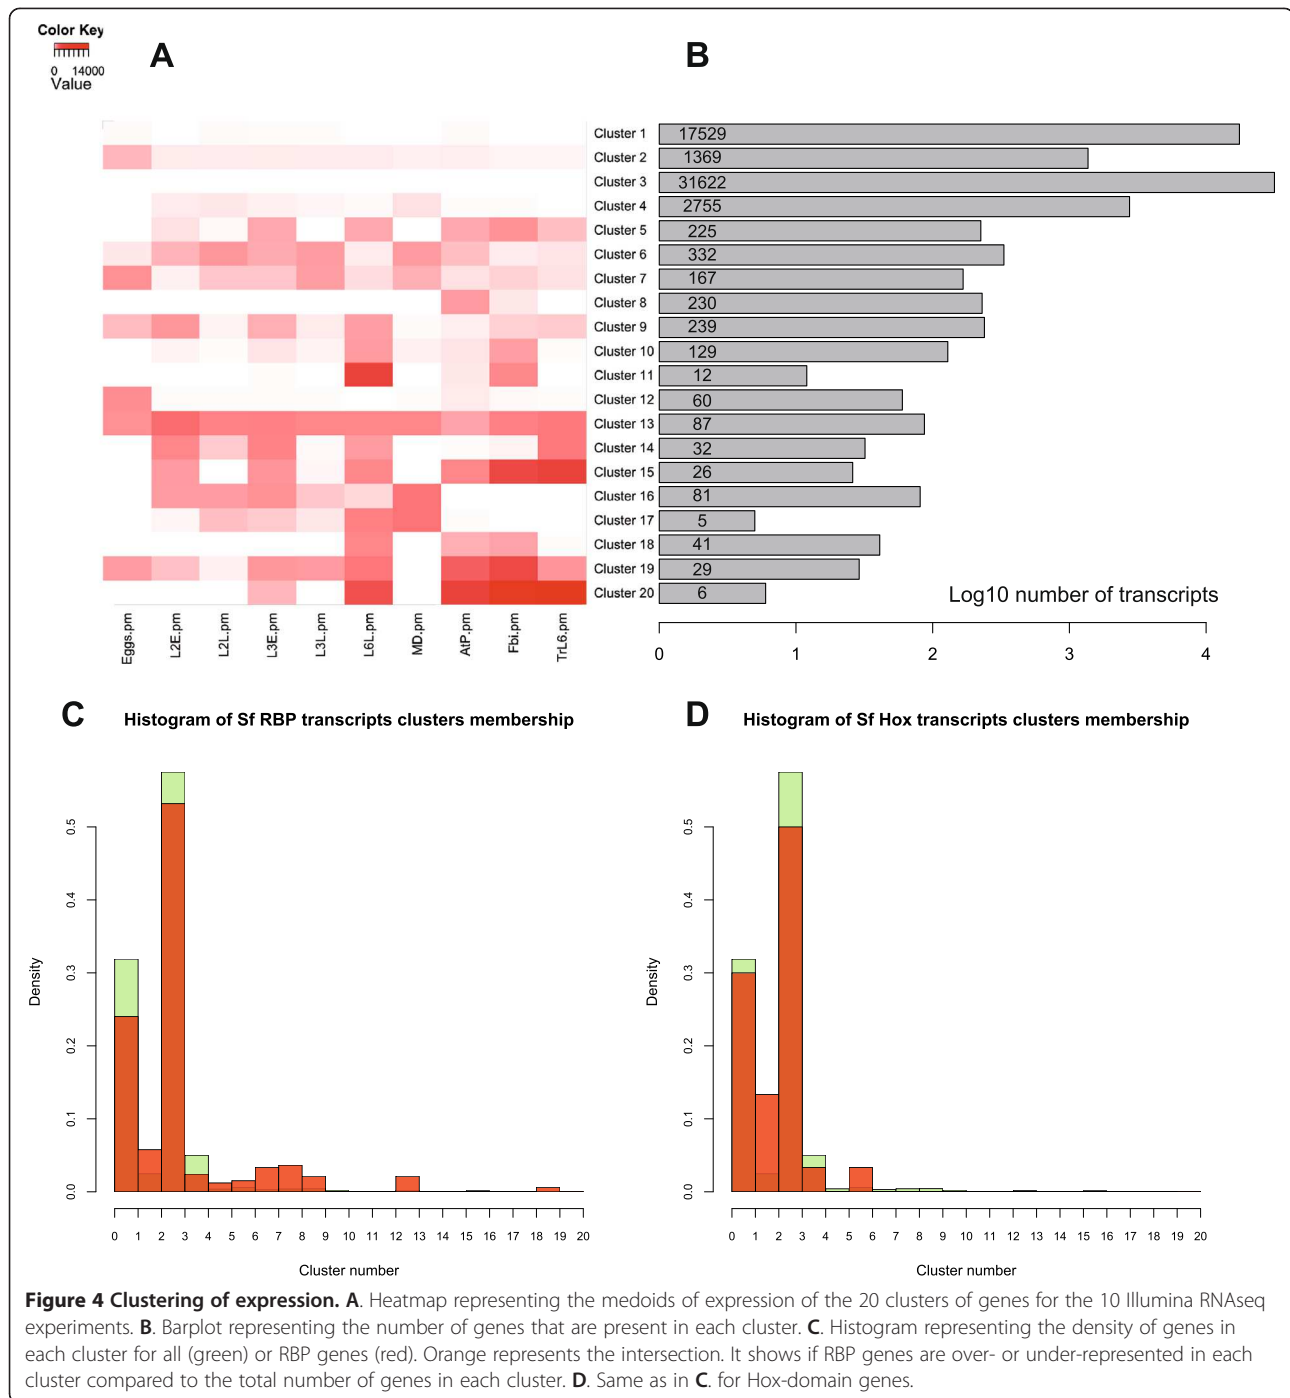 Color Key
0 14000
Value
A
B
Cluster 1 17529
Cluster 2 1369
Cluster 3 31622
Cluster 4 2755
Cluster 5 225
Cluster 6 332
Cluster 7 167
Cluster 8 230
Cluster 9 239
Cluster 10 129
Cluster 11 12
Cluster 12 60
Cluster 13 87
Cluster 14 32
Cluster 15 26
Cluster 16 81
Cluster 17 5
Cluster 18 41
Cluster 19 29
Cluster 20 6
Log10 number of transcripts
0 1 2 3 4
Eggs.pm
L2E.pm
L2L.pm
L3E.pm
L3L.pm
L6L.pm
MD.pm
AtP.pm
Fbi.pm
TrL6.pm
C
Histogram of Sf RBP transcripts clusters membership
Density
0.5
0.4
0.3
0.2
0.1
0.0
0 1 2 3 4 5 6 7 8 9 10 11 12 13 14 15 16 17 18 19 20
Cluster number
D
Histogram of Sf Hox transcripts clusters membership
Density
0.5
0.4
0.3
0.2
0.1
0.0
0 1 2 3 4 5 6 7 8 9 10 11 12 13 14 15 16 17 18 19 20
Cluster number
Figure 4 Clustering of expression. A. Heatmap representing the medoids of expression of the 20 clusters of genes for the 10 Illumina RNAseq
experiments. B. Barplot representing the number of genes that are present in each cluster. C. Histogram representing the density of genes in
each cluster for all (green) or RBP genes (red). Orange represents the intersection. It shows if RBP genes are over- or under-represented in each
cluster compared to the total number of genes in each cluster. D. Same as in C. for Hox-domain genes.